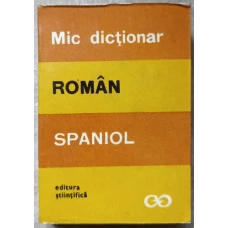 Mic dicționar
ROMÂN
SPANIOL
editura
științifică